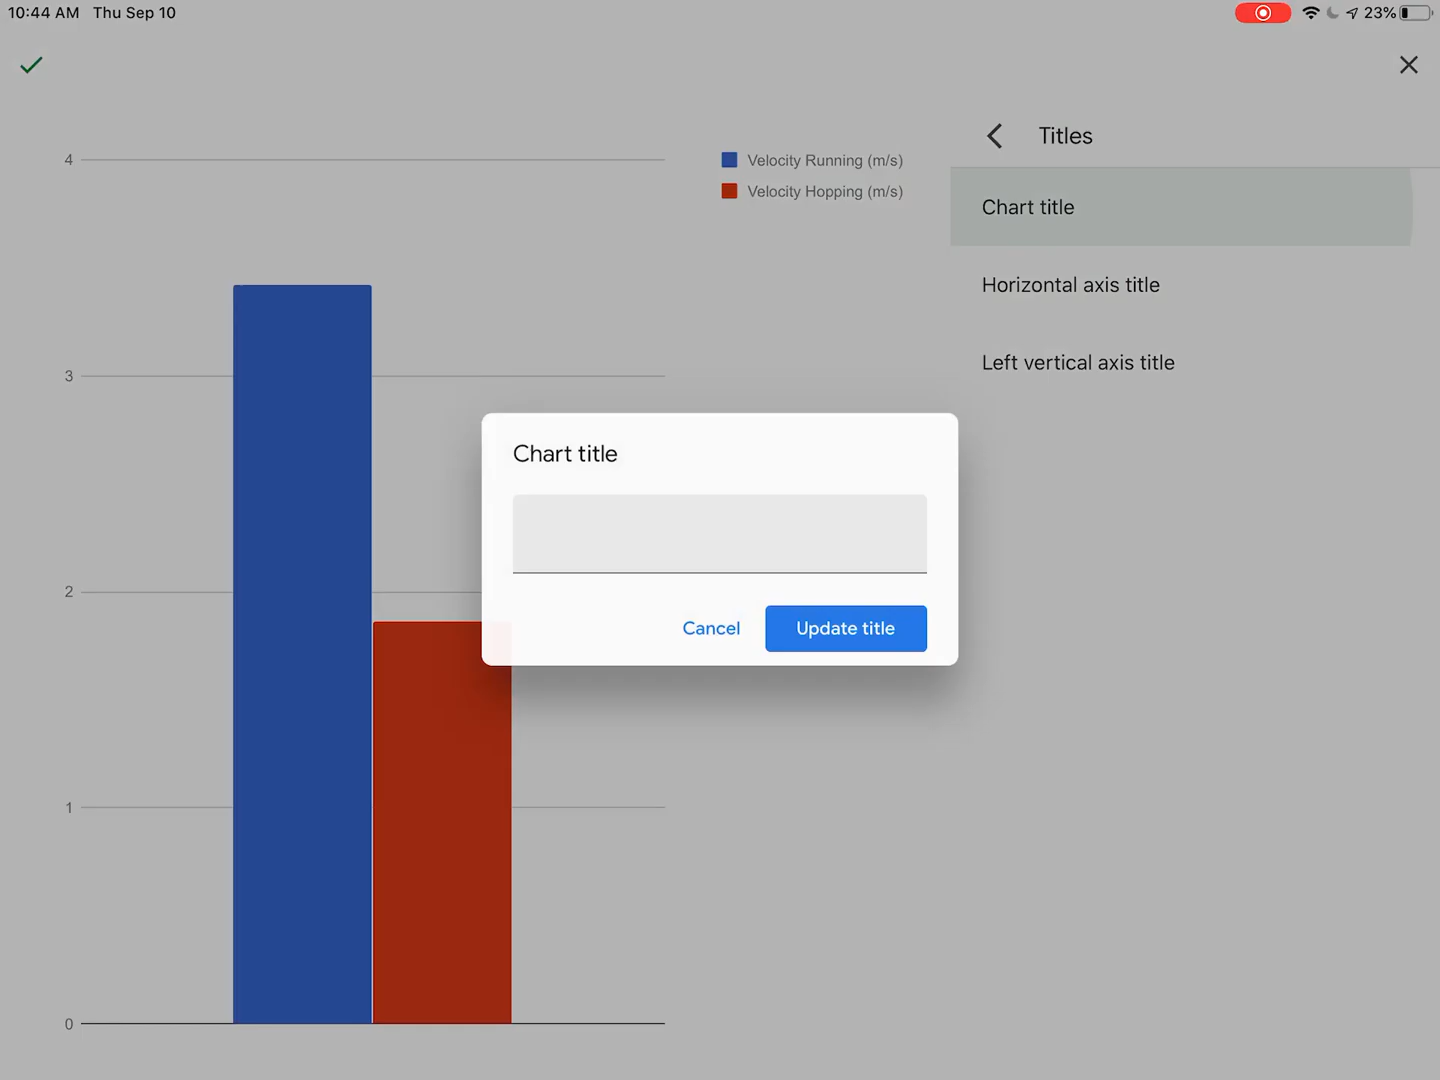 10:44 AM Thu Sep 10
23%
Titles
4
Velocity Running (m/s)
Velocity Hopping (m/s)
Chart title
Horizontal axis title
Left vertical axis title
3
Chart title
2
Cancel
Update title
1
0